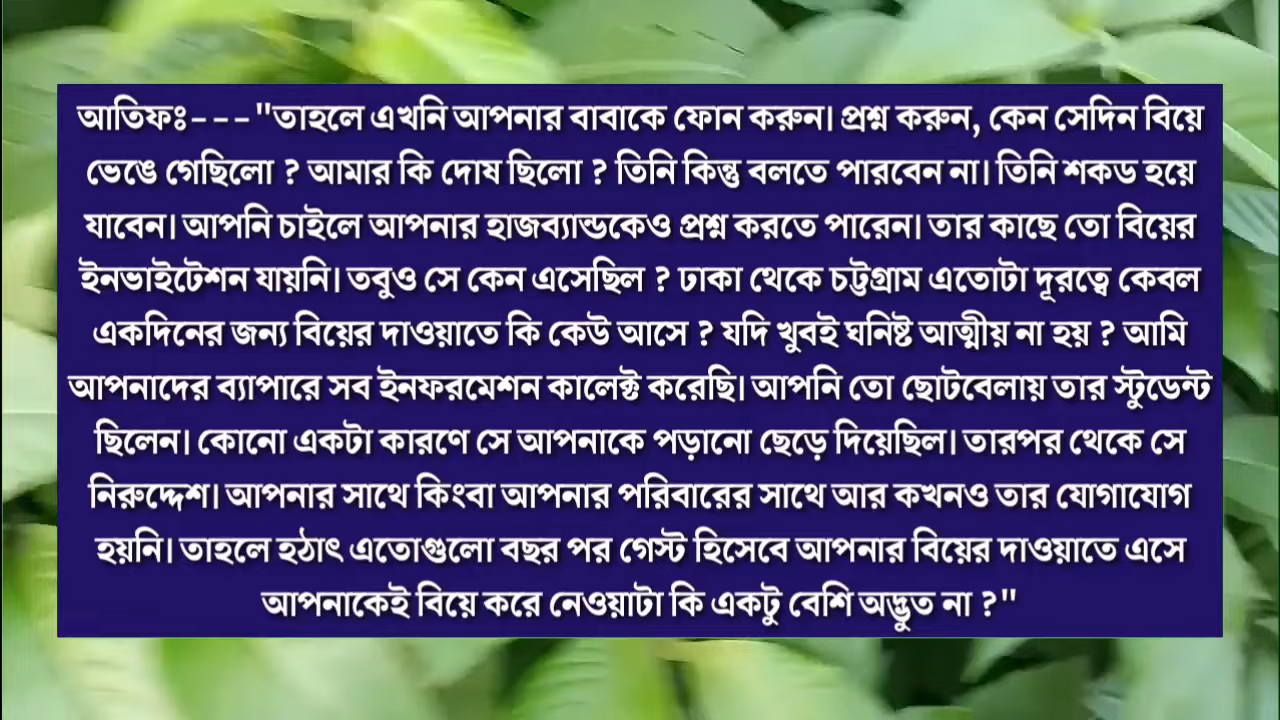 আতিফঃ---"তাহলে এখনি আপনার বাবাকে ফোন করুন। প্রশ্ন করুন, কেন সেদিন বিয়ে
ভেঙে গেছিলো ? আমার কি দোষ ছিলো ? তিনি কিন্তু বলতে পারবেন না। তিনি শকড হয়ে
যাবেন। আপনি চাইলে আপনার হাজব্যান্ডকেও প্রশ্ন করতে পারেন। তার কাছে তো বিয়ের
ইনভাইটেশন যায়নি। তবুও সে কেন এসেছিল ? ঢাকা থেকে চট্টগ্রাম এতোটা দূরত্বে কেবল
একদিনের জন্য বিয়ের দাওয়াতে কি কেউ আসে ? যদি খুবই ঘনিষ্ট আত্মীয় না হয় ? আমি
আপনাদের ব্যাপারে সব ইনফরমেশন কালেক্ট করেছি। আপনি তো ছোটবেলায় তার স্টুডেন্ট
ছিলেন। কোনো একটা কারণে সে আপনাকে পড়ানো ছেড়ে দিয়েছিল। তারপর থেকে সে
নিরুদ্দেশ। আপনার সাথে কিংবা আপনার পরিবারের সাথে আর কখনও তার যোগাযোগ
হয়নি। তাহলে হঠাৎ এতোগুলো বছর পর গেস্ট হিসেবে আপনার বিয়ের দাওয়াতে এসে
আপনাকেই বিয়ে করে নেওয়াটা কি একটু বেশি অদ্ভুত না ?"